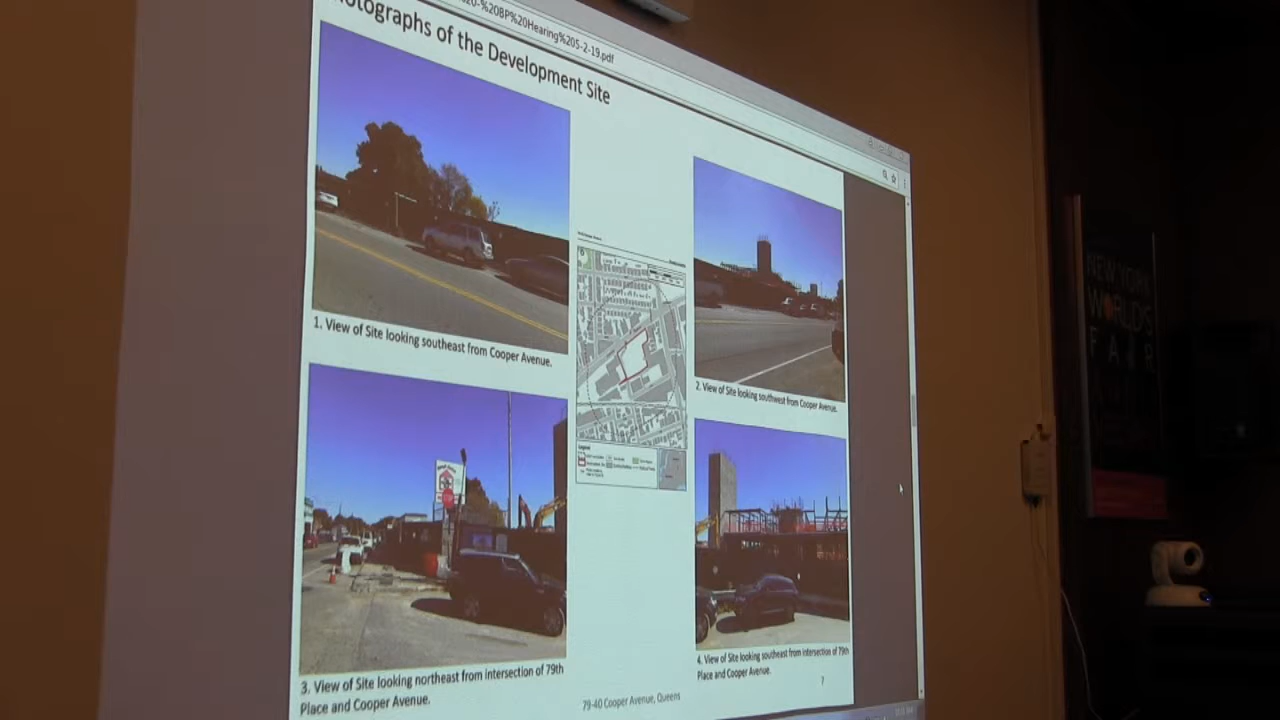 20-%20BP%20Hearing%205-2-19.pdf
otographs of the Development Site
1. View of Site looking southeast from Cooper Avenue.
2. View of Site looking southwest from Cooper Avenue.
3. View of Site looking northeast from intersection of 79th
Place and Cooper Avenue.
4. View of Site looking southeast from intersection of 79th
Place and Cooper Avenue.
79-40 Cooper Avenue, Queens
7
Legend
NEW YORK
WORLD'S
FAIR